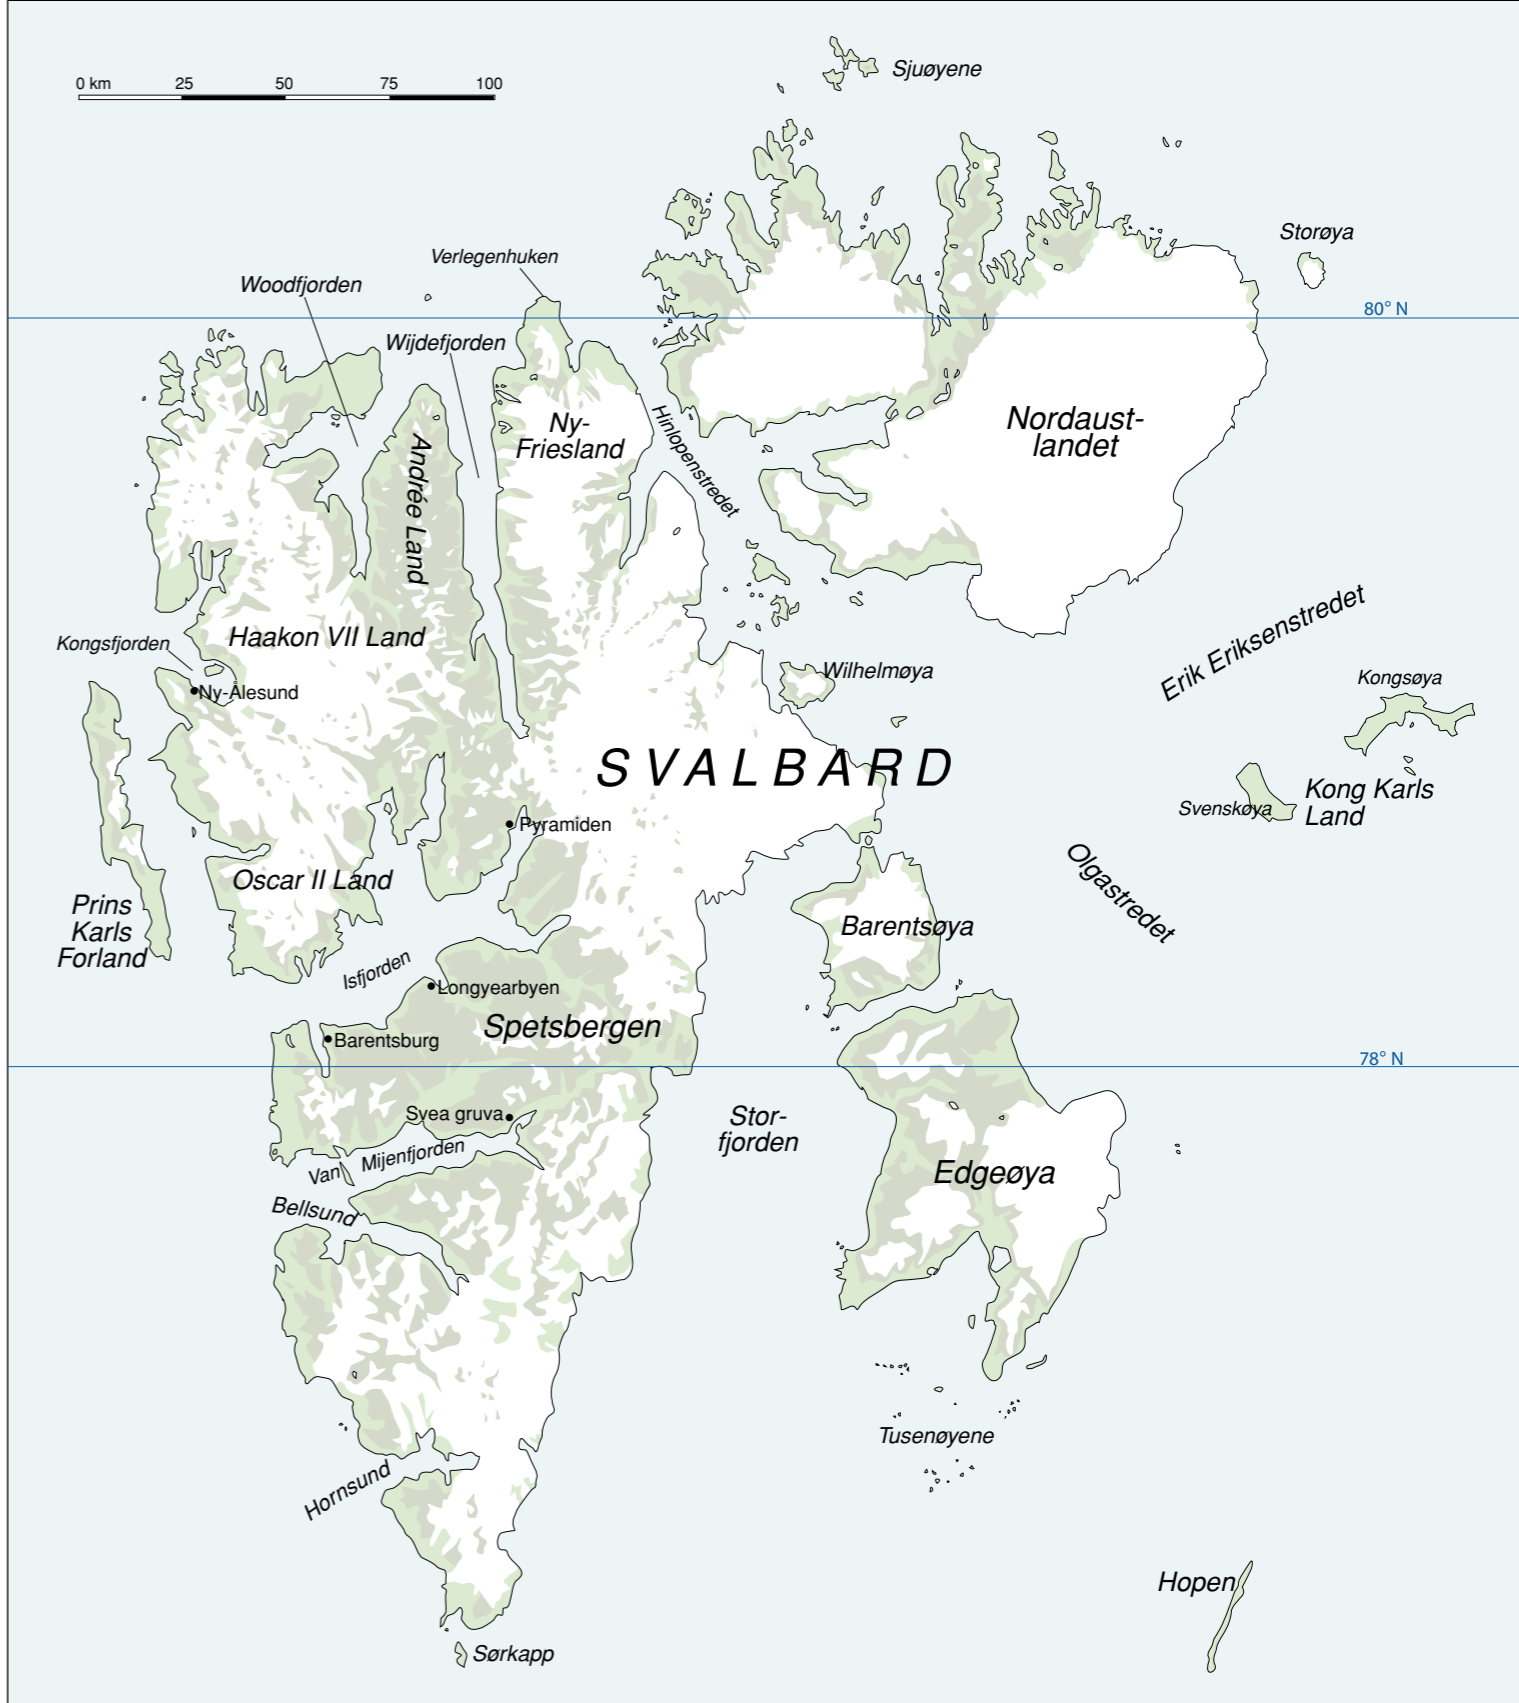 Sjuøyene
0 km 25 50 75 100
Storøya
Verlegenhuken
Woodfjorden
80° N
Wijdefjorden
Hinlopenstredet
Ny-
Friesland
Nordaust-
landet
Andrée Land
Erik Eriksenstredet
Haakon VII Land
Kongsfjorden
Wilhelmøya
Kongsøya
Ny-Ålesund
SVALBARD
Kong Karls
Land
Svenskøya
Pyramiden
Oscar II Land
Olgastredet
Prins
Karls
Forland
Barentsøya
Isfjorden
Longyearbyen
Spetsbergen
Barentsburg
78° N
Svea gruva
Stor-
fjorden
Van Mijenfjorden
Edgeøya
Bellsund
Tusenøyene
Hornsund
Hopen
Sørkapp